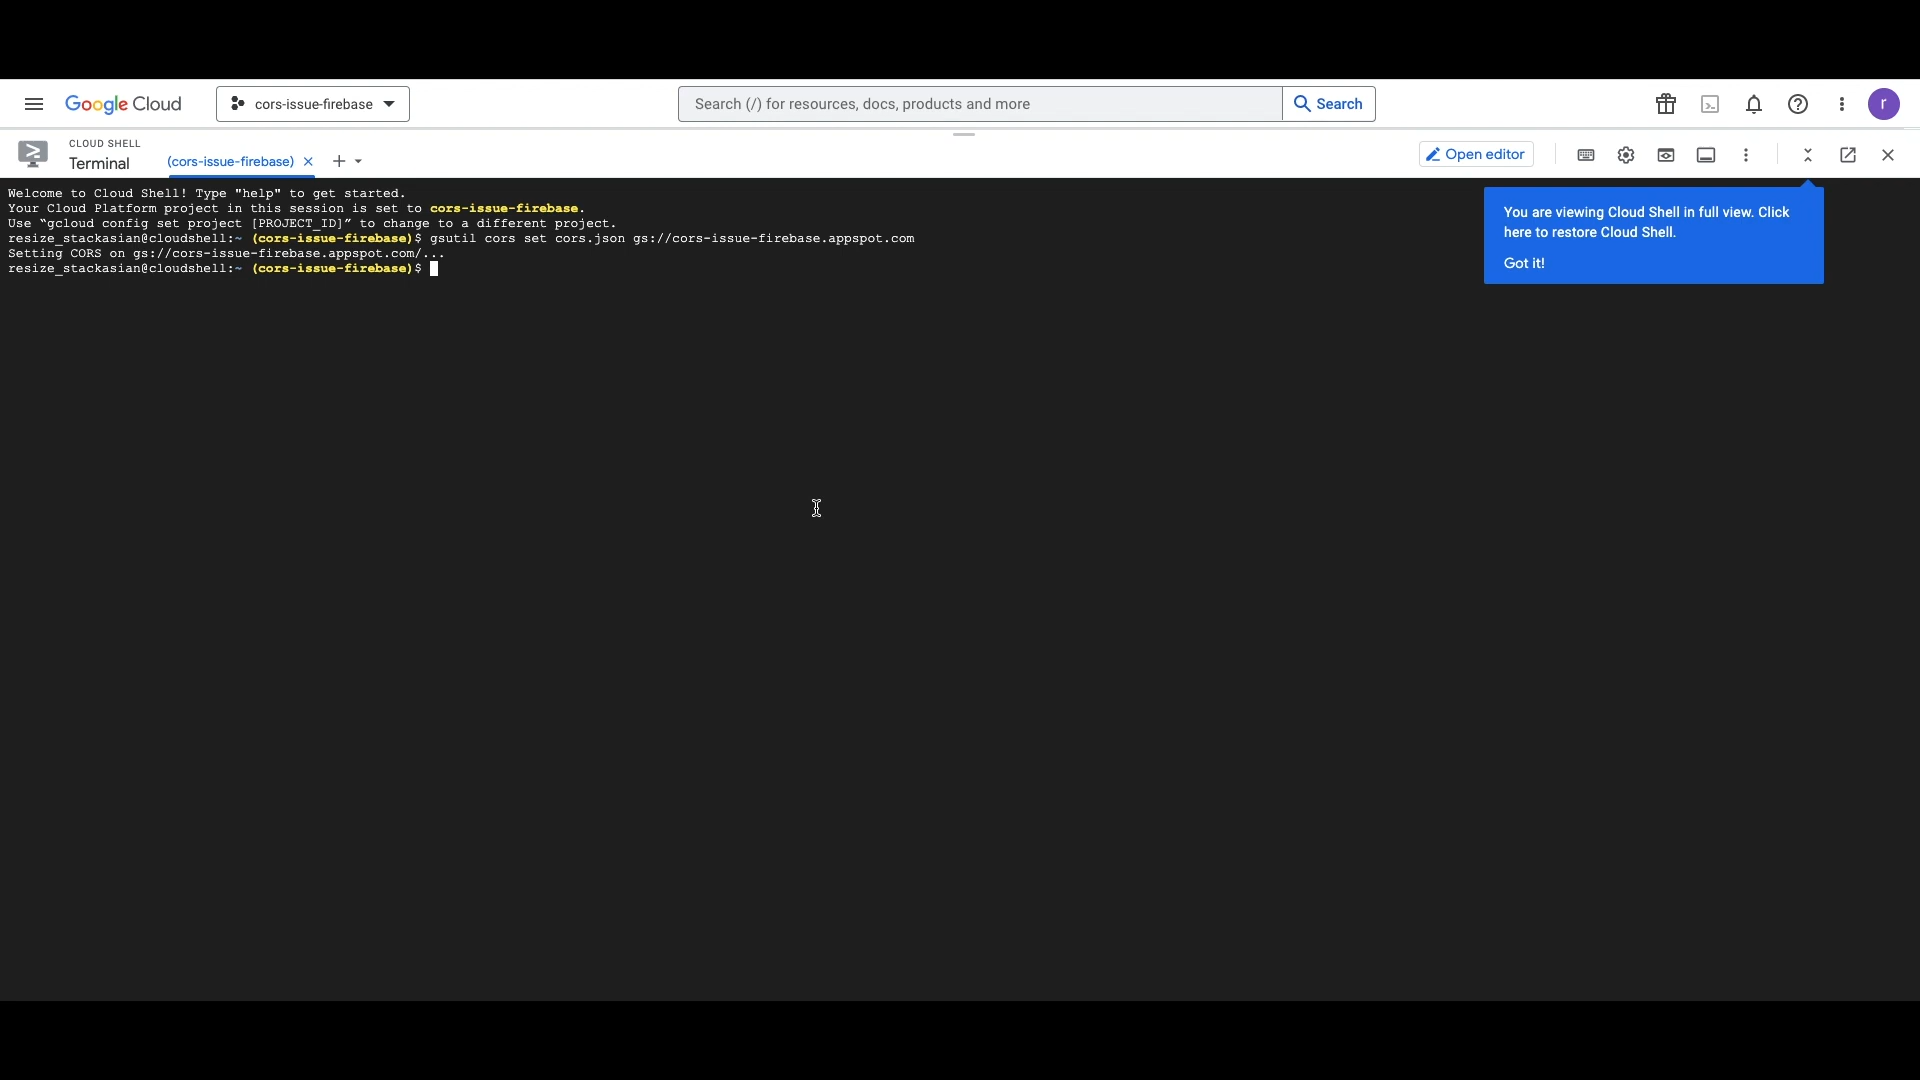 Google Cloud
cors-issue-firebase
Search (/) for resources, docs, products and more
Search
r
CLOUD SHELL
Terminal
(cors-issue-firebase)
Open editor
Welcome to Cloud Shell! Type "help" to get started.
Your Cloud Platform project in this session is set to cors-issue-firebase.
Use “gcloud config set project [PROJECT_ID]” to change to a different project.
resize_stackasian@cloudshell:~ (cors-issue-firebase)$ gsutil cors set cors.json gs://cors-issue-firebase.appspot.com
Setting CORS on gs://cors-issue-firebase.appspot.com/...
resize_stackasian@cloudshell:~ (cors-issue-firebase)$
You are viewing Cloud Shell in full view. Click
here to restore Cloud Shell.
Got it!